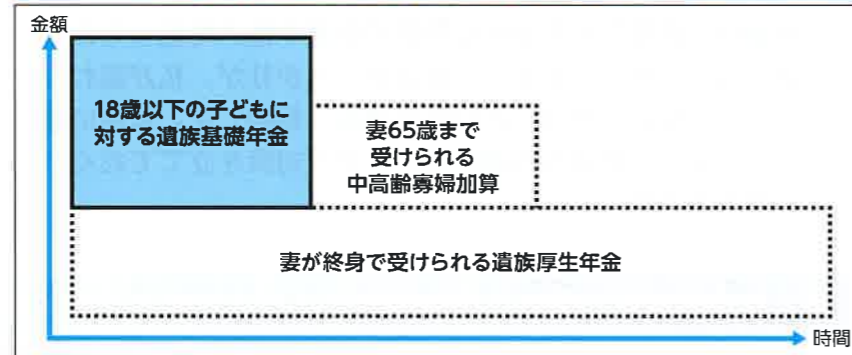 金額
18歳以下の子どもに
対する遺族基礎年金
妻65歳まで
受けられる
中高齢寡婦加算
妻が終身で受けられる遺族厚生年金
時間